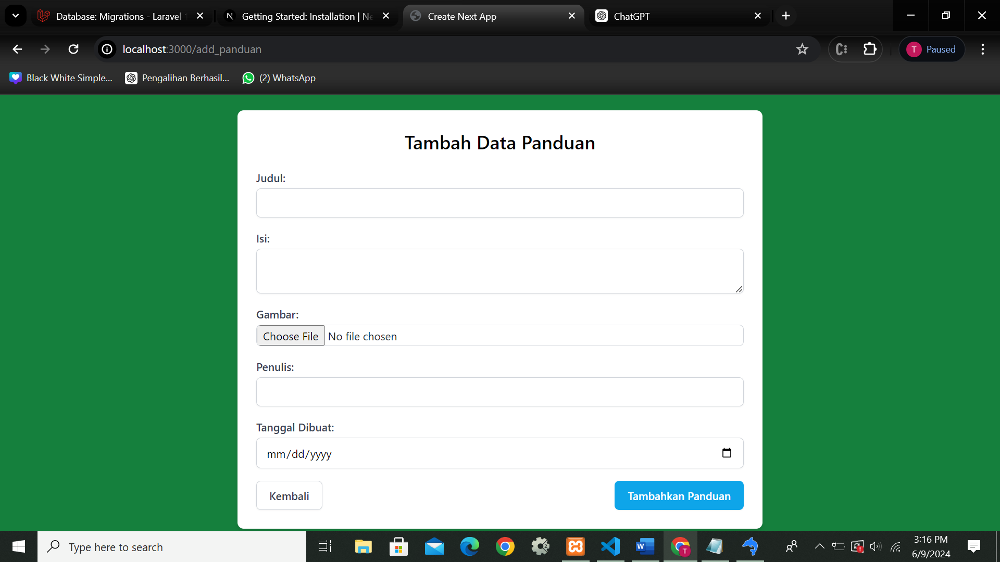 Database: Migrations - Laravel
Getting Started: Installation | Ne
Create Next App
ChatGPT
localhost:3000/add_panduan
T
Paused
Black White Simple...
Pengalihan Berhasil...
(2) WhatsApp
Tambah Data Panduan
Judul:
Isi:
Gambar:
Choose File No file chosen
Penulis:
Tanggal Dibuat:
mm/dd/yyyy
Kembali
Tambahkan Panduan
Type here to search
3:16 PM
6/9/2024